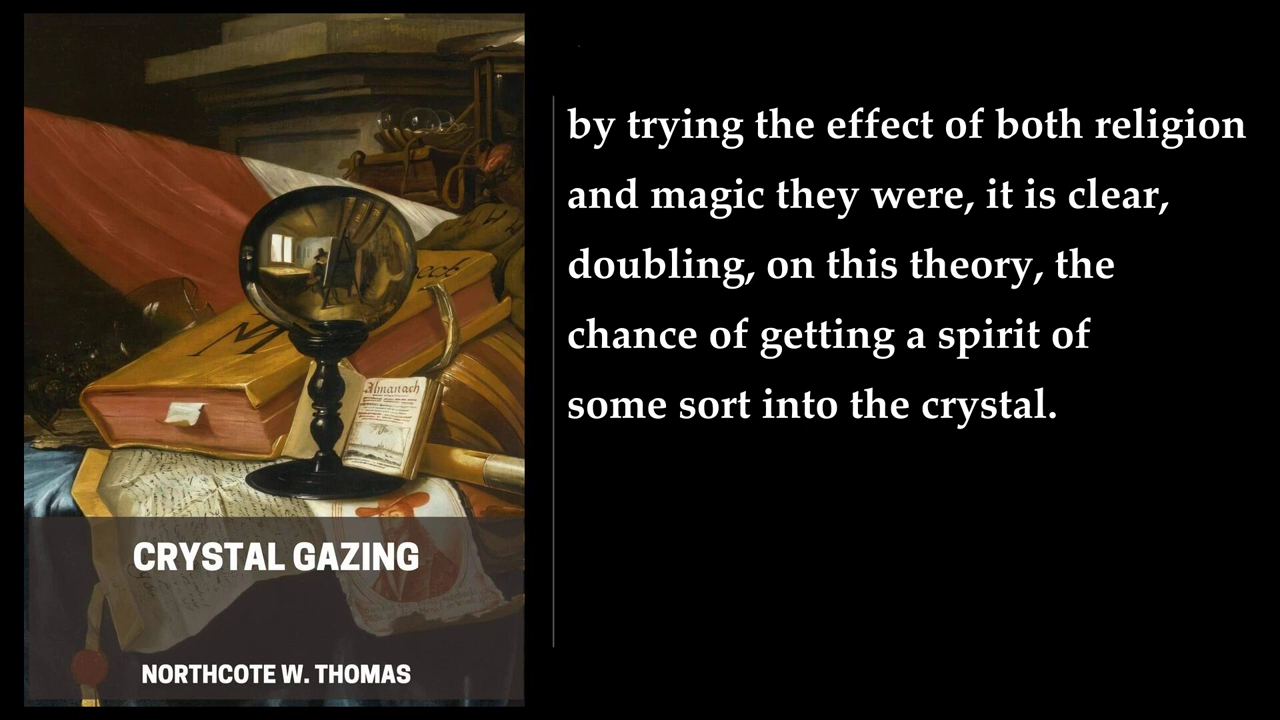 by trying the effect of both religion
and magic they were, it is clear,
doubling, on this theory, the
chance of getting a spirit of
some sort into the crystal.
M
Almanach
CRYSTAL GAZING
NORTHCOTE W. THOMAS